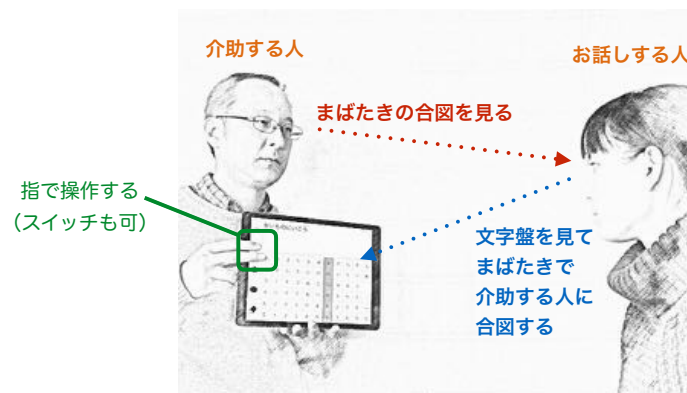 介助する人
お話しする人
まばたきの合図を見る
指で操作する
（スイッチも可）
文字盤を見て
まばたきで
介助する人に
合図する